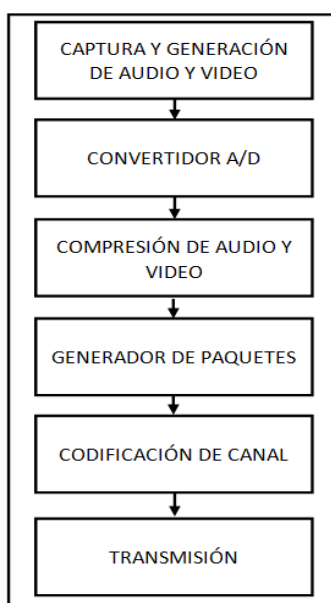 CAPTURA Y GENERACIÓN
DE AUDIO Y VIDEO
CONVERTIDOR A/D
COMPRESIÓN DE AUDIO Y
VIDEO
GENERADOR DE PAQUETES
CODIFICACIÓN DE CANAL
TRANSMISIÓN